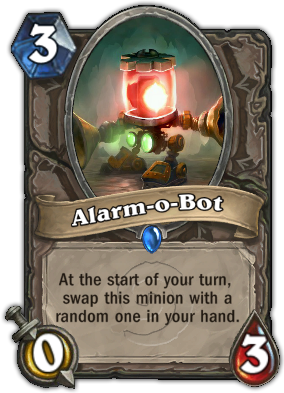 3
Alarm-o-Bot
At the start of your turn,
swap this minion with a
random one in your hand.
0
3